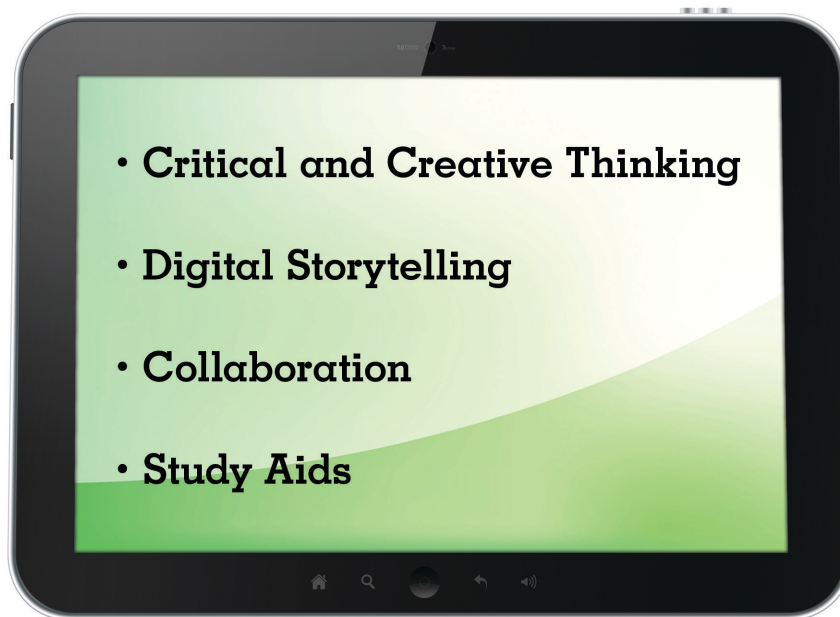 • Critical and Creative Thinking
• Digital Storytelling
• Collaboration
• Study Aids